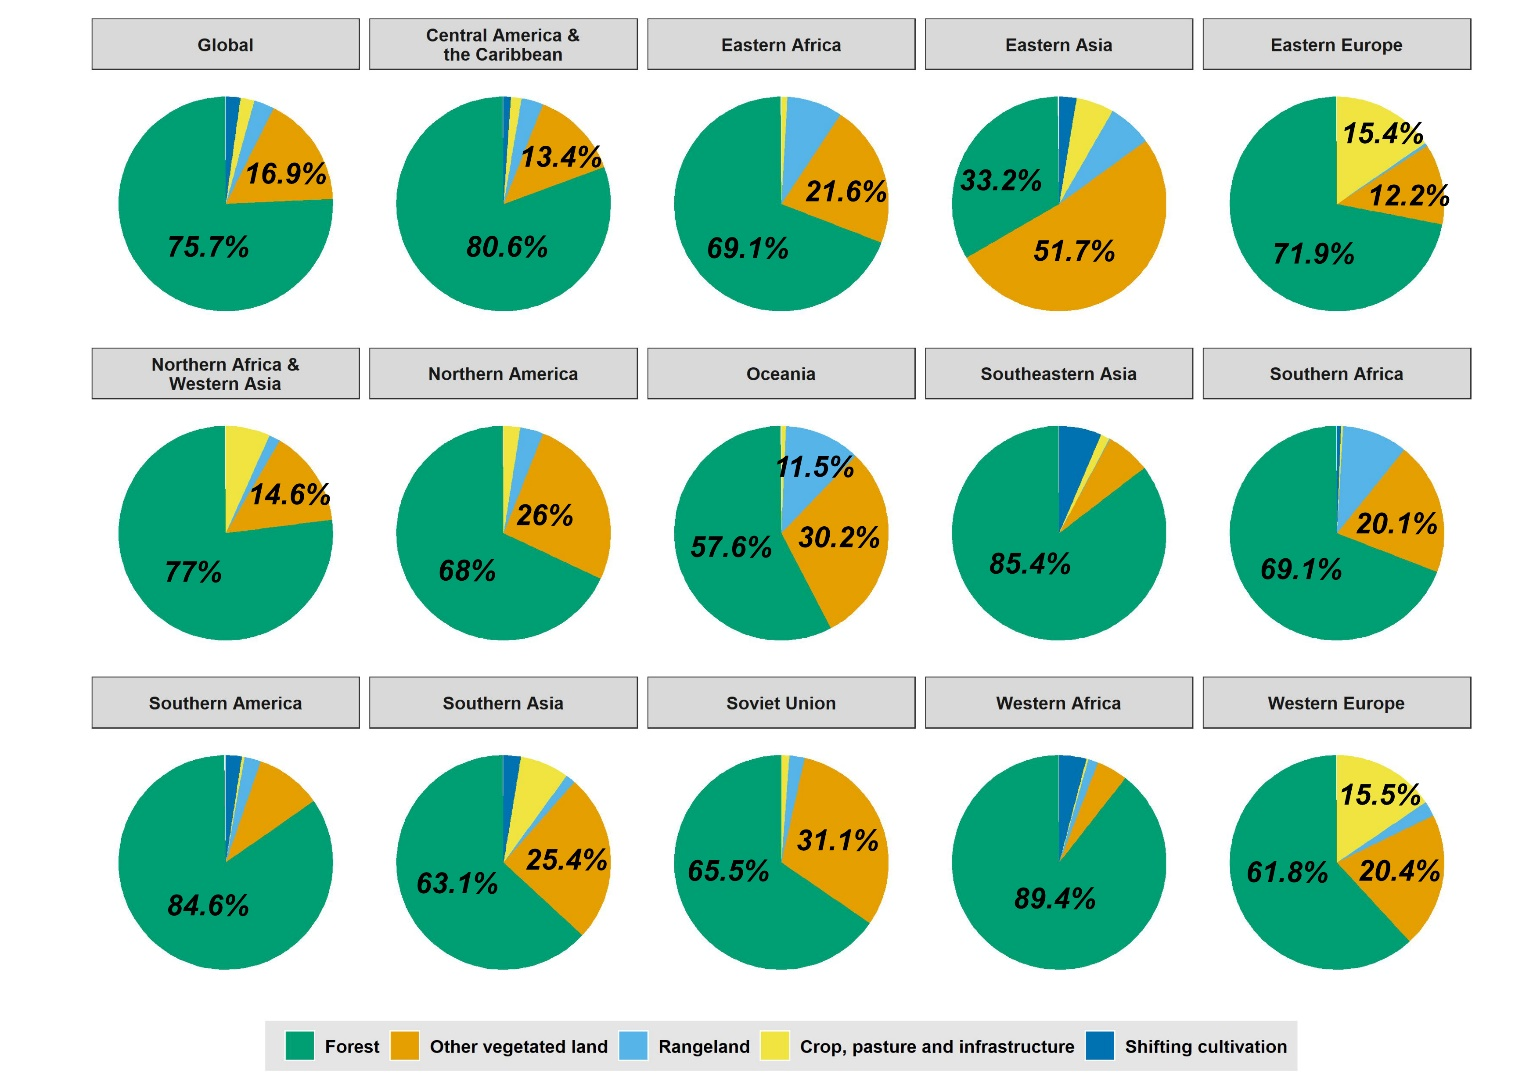 Global
Central America &
the Caribbean
Eastern Africa
Eastern Asia
Eastern Europe
16.9%
75.7%
13.4%
80.6%
21.6%
69.1%
33.2%
51.7%
15.4%
12.2%
71.9%
Northern Africa &
Western Asia
Northern America
Oceania
Southeastern Asia
Southern Africa
14.6%
77%
26%
68%
11.5%
30.2%
57.6%
85.4%
20.1%
69.1%
Southern America
Southern Asia
Soviet Union
Western Africa
Western Europe
84.6%
25.4%
63.1%
31.1%
65.5%
89.4%
15.5%
20.4%
61.8%
Forest Other vegetated land Rangeland Crop, pasture and infrastructure Shifting cultivation